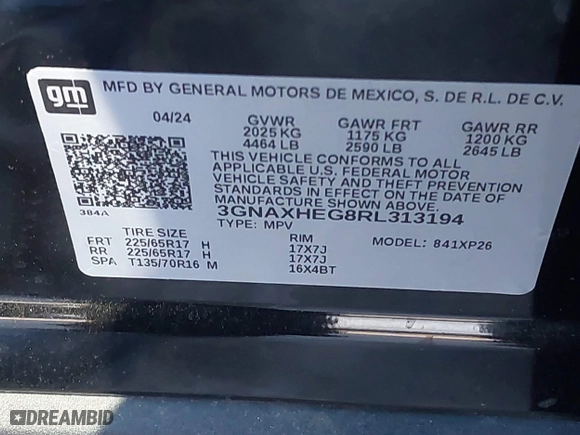 gm
MFD BY GENERAL MOTORS DE MEXICO, S. DE R.L. DE C.V.
04/24 GVWR GAWR FRT GAWR RR
2025 KG 1175 KG 1200 KG
4464 LB 2590 LB 2645 LB
THIS VEHICLE CONFORMS TO ALL
APPLICABLE U.S. FEDERAL MOTOR
VEHICLE SAFETY AND THEFT PREVENTION
STANDARDS IN EFFECT ON THE DATE OF
MANUFACTURE SHOWN ABOVE.
384A 3GNAXHEG8RL313194
TYPE: MPV
TIRE SIZE RIM MODEL: 841XP26
FRT 225/65R17 H 17X7J
RR 225/65R17 H 17X7J
SPA T135/70R16 M 16X4BT
DREAMBID